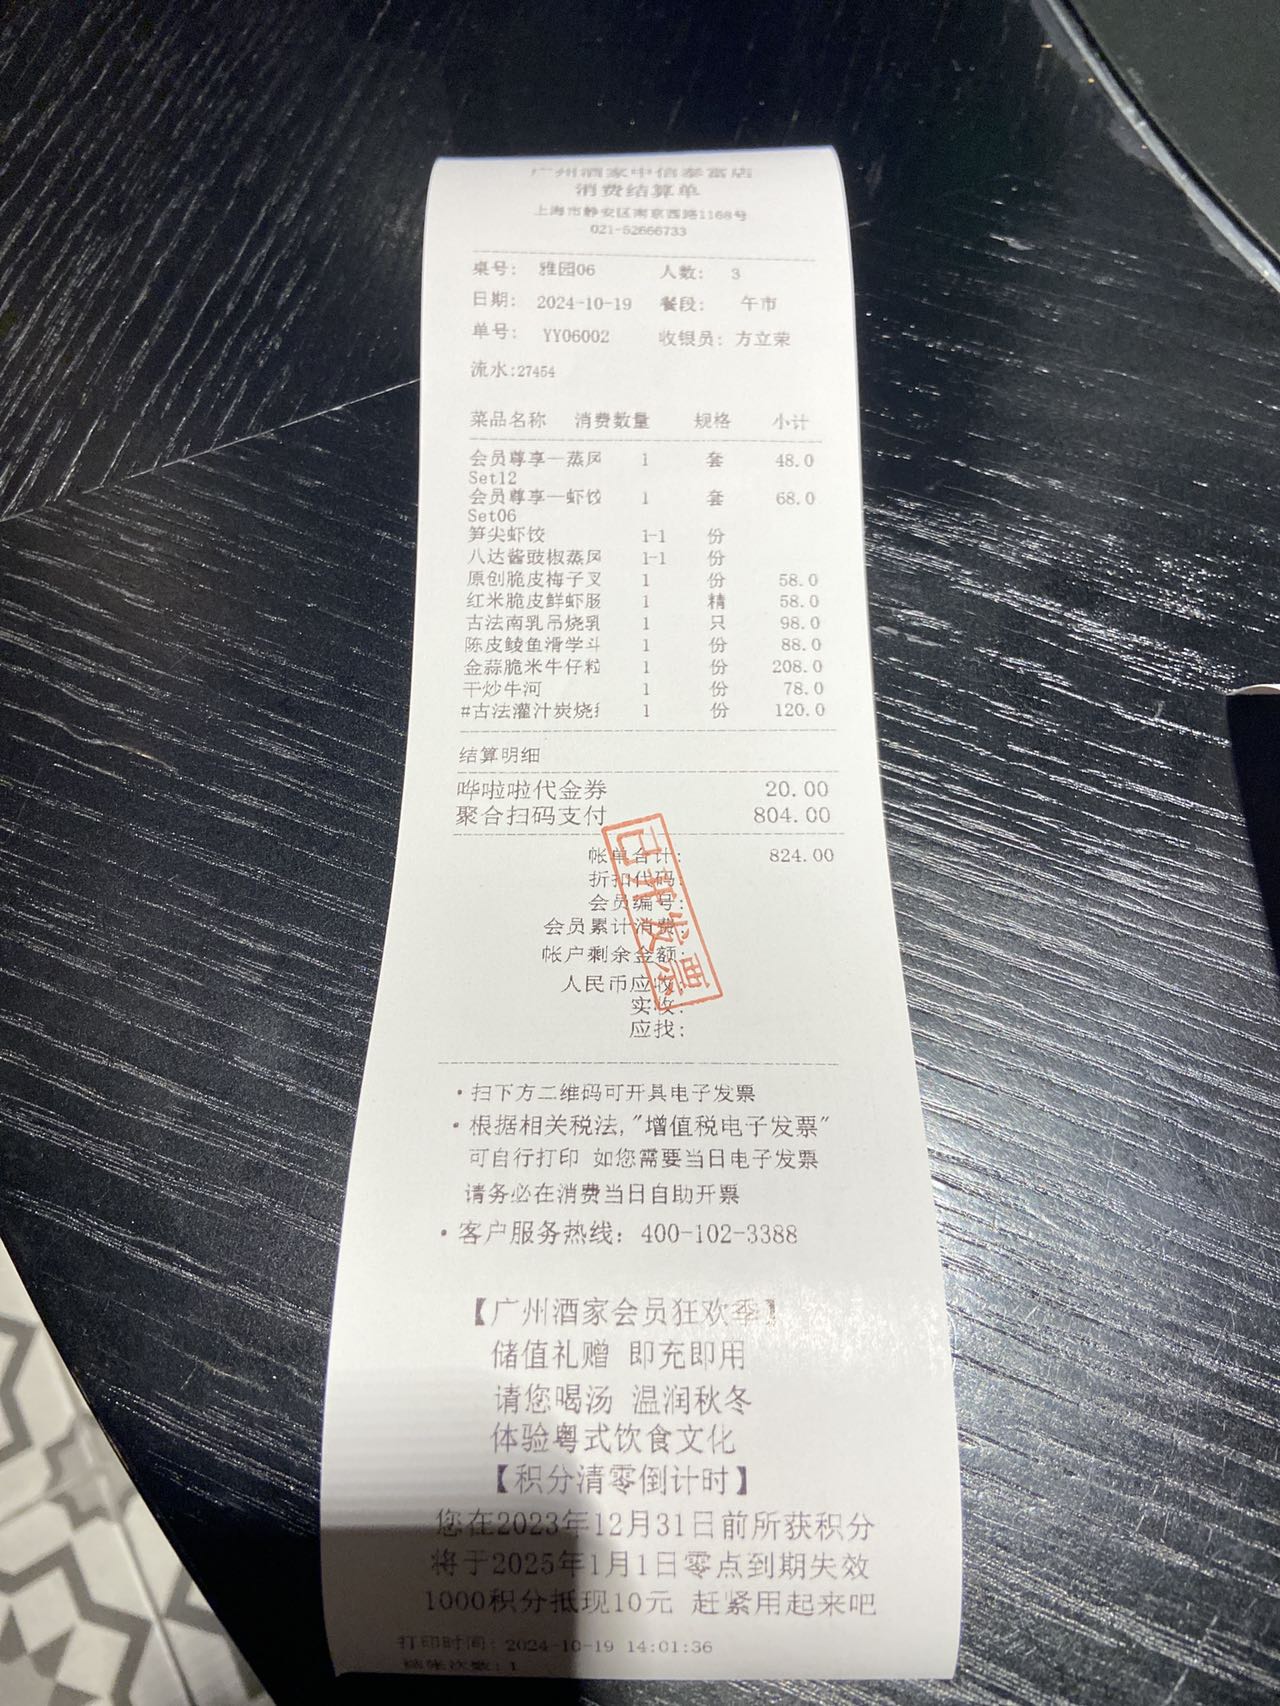 广州酒家中信泰富店
消费结算单
上海市静安区南京西路1168号
021-52666733
桌号: 雅园06 人数: 3
日期: 2024-10-19 餐段: 午市
单号: YY06002 收银员: 方立荣
流水:27454
菜品名称 消费数量 规格 小计
会员尊享一蒸凤 1 套 48.0
Set12
会员尊享一虾饺 1 套 68.0
Set06
笋尖虾饺 1-1 份
八达酱豉椒蒸凤 1-1 份
原创脆皮梅子叉 1 份 58.0
红米脆皮鲜虾肠 1 精 58.0
古法南乳吊烧乳 1 只 98.0
陈皮鲮鱼滑学斗 1 份 88.0
金蒜脆米牛仔粒 1 份 208.0
干炒牛河 1 份 78.0
#古法灌汁炭烧 1 份 120.0
结算明细
哗啦啦代金券 20.00
聚合扫码支付 804.00
帐单合计: 824.00
折扣代码:
会员编号:
会员累计消费:
帐户剩余金额:
人民币应收:
实收:
应找:
已开发票
·扫下方二维码可开具电子发票
·根据相关税法,"增值税电子发票"
可自行打印 如您需要当日电子发票
请务必在消费当日自助开票
·客户服务热线: 400-102-3388
【广州酒家会员狂欢季】
储值礼赠 即充即用
请您喝汤 温润秋冬
体验粤式饮食文化
【积分清零倒计时】
您在2023年12月31日前所获积分
将于2025年1月1日零点到期失效
1000积分抵现10元 赶紧用起来吧
打印时间: 2024-10-19 14:01:36
结账次数: 1